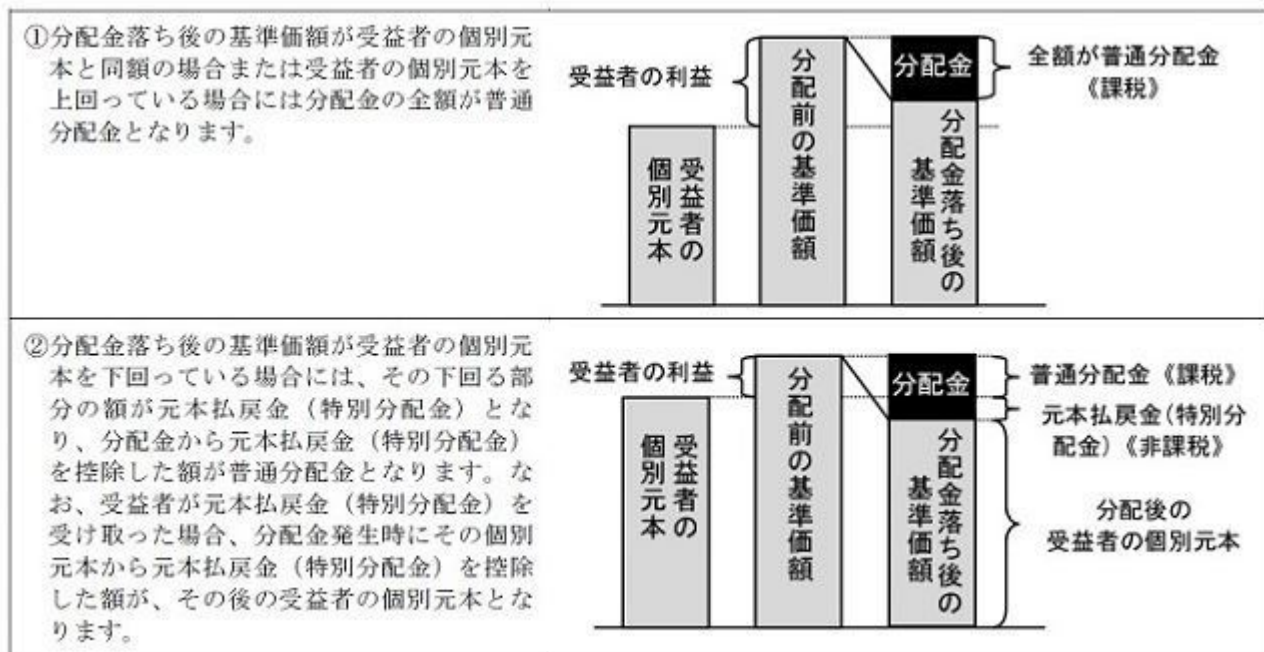 ①分配金落ち後の基準価額が受益者の個別元
本と同額の場合または受益者の個別元本を
上回っている場合には分配金の全額が普通
分配金となります。
受益者の利益
受益者の
個別元本
分配前の基準価額
分配金
分配金落ち後の
基準価額
全額が普通分配金
《課税》
②分配金落ち後の基準価額が受益者の個別元
本を下回っている場合には、その下回る部
分の額が元本払戻金（特別分配金）とな
り、分配金から元本払戻金（特別分配金）
を控除した額が普通分配金となります。な
お、受益者が元本払戻金（特別分配金）を
受け取った場合、分配金発生時にその個別
元本から元本払戻金（特別分配金）を控除
した額が、その後の受益者の個別元本とな
ります。
受益者の利益
受益者の
個別元本
分配前の基準価額
分配金
分配金落ち後の
基準価額
普通分配金《課税》
元本払戻金(特別分
配金)《非課税》
分配後の
受益者の個別元本